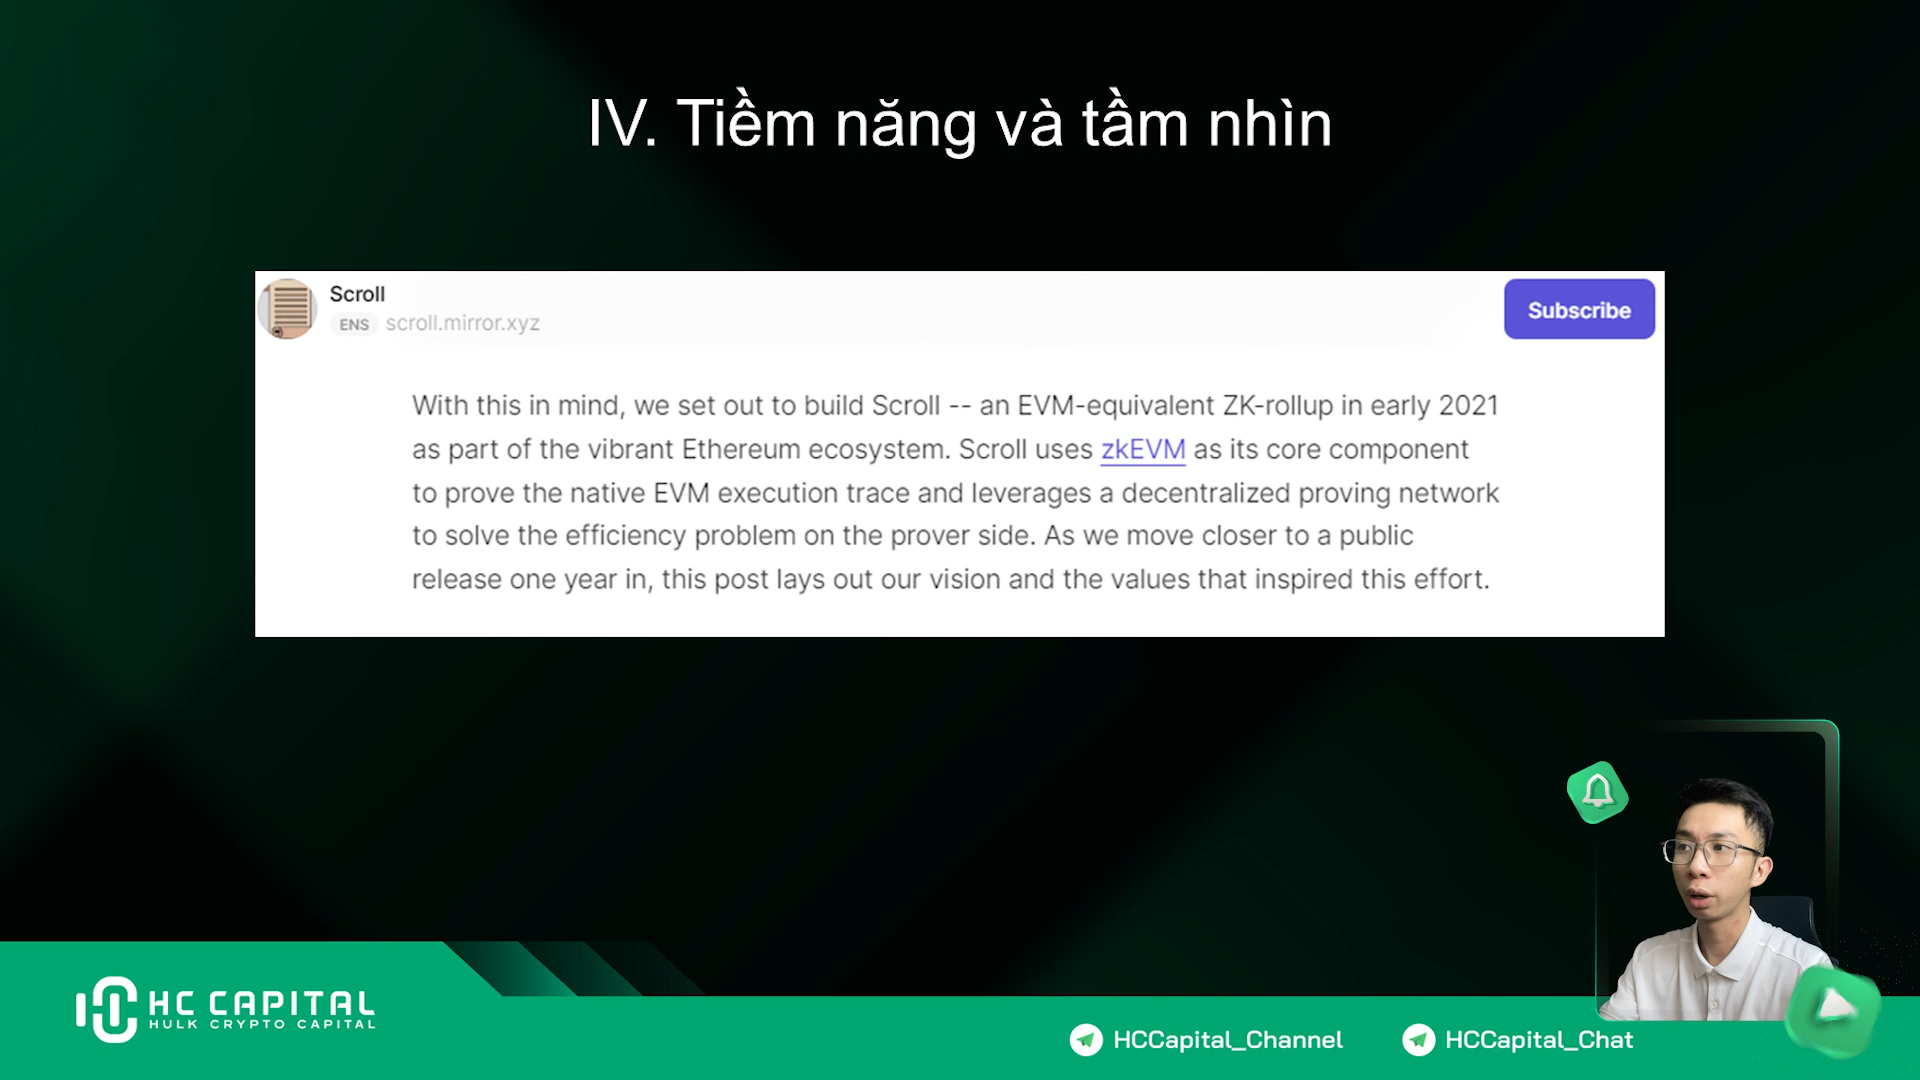 IV. Tiềm năng và tầm nhìn
Scroll
ENS scroll.mirror.xyz
Subscribe
With this in mind, we set out to build Scroll -- an EVM-equivalent ZK-rollup in early 2021
as part of the vibrant Ethereum ecosystem. Scroll uses zkEVM as its core component
to prove the native EVM execution trace and leverages a decentralized proving network
to solve the efficiency problem on the prover side. As we move closer to a public
release one year in, this post lays out our vision and the values that inspired this effort.
HC CAPITAL
HULK CRYPTO CAPITAL
HCCapital_Channel
HCCapital_Chat